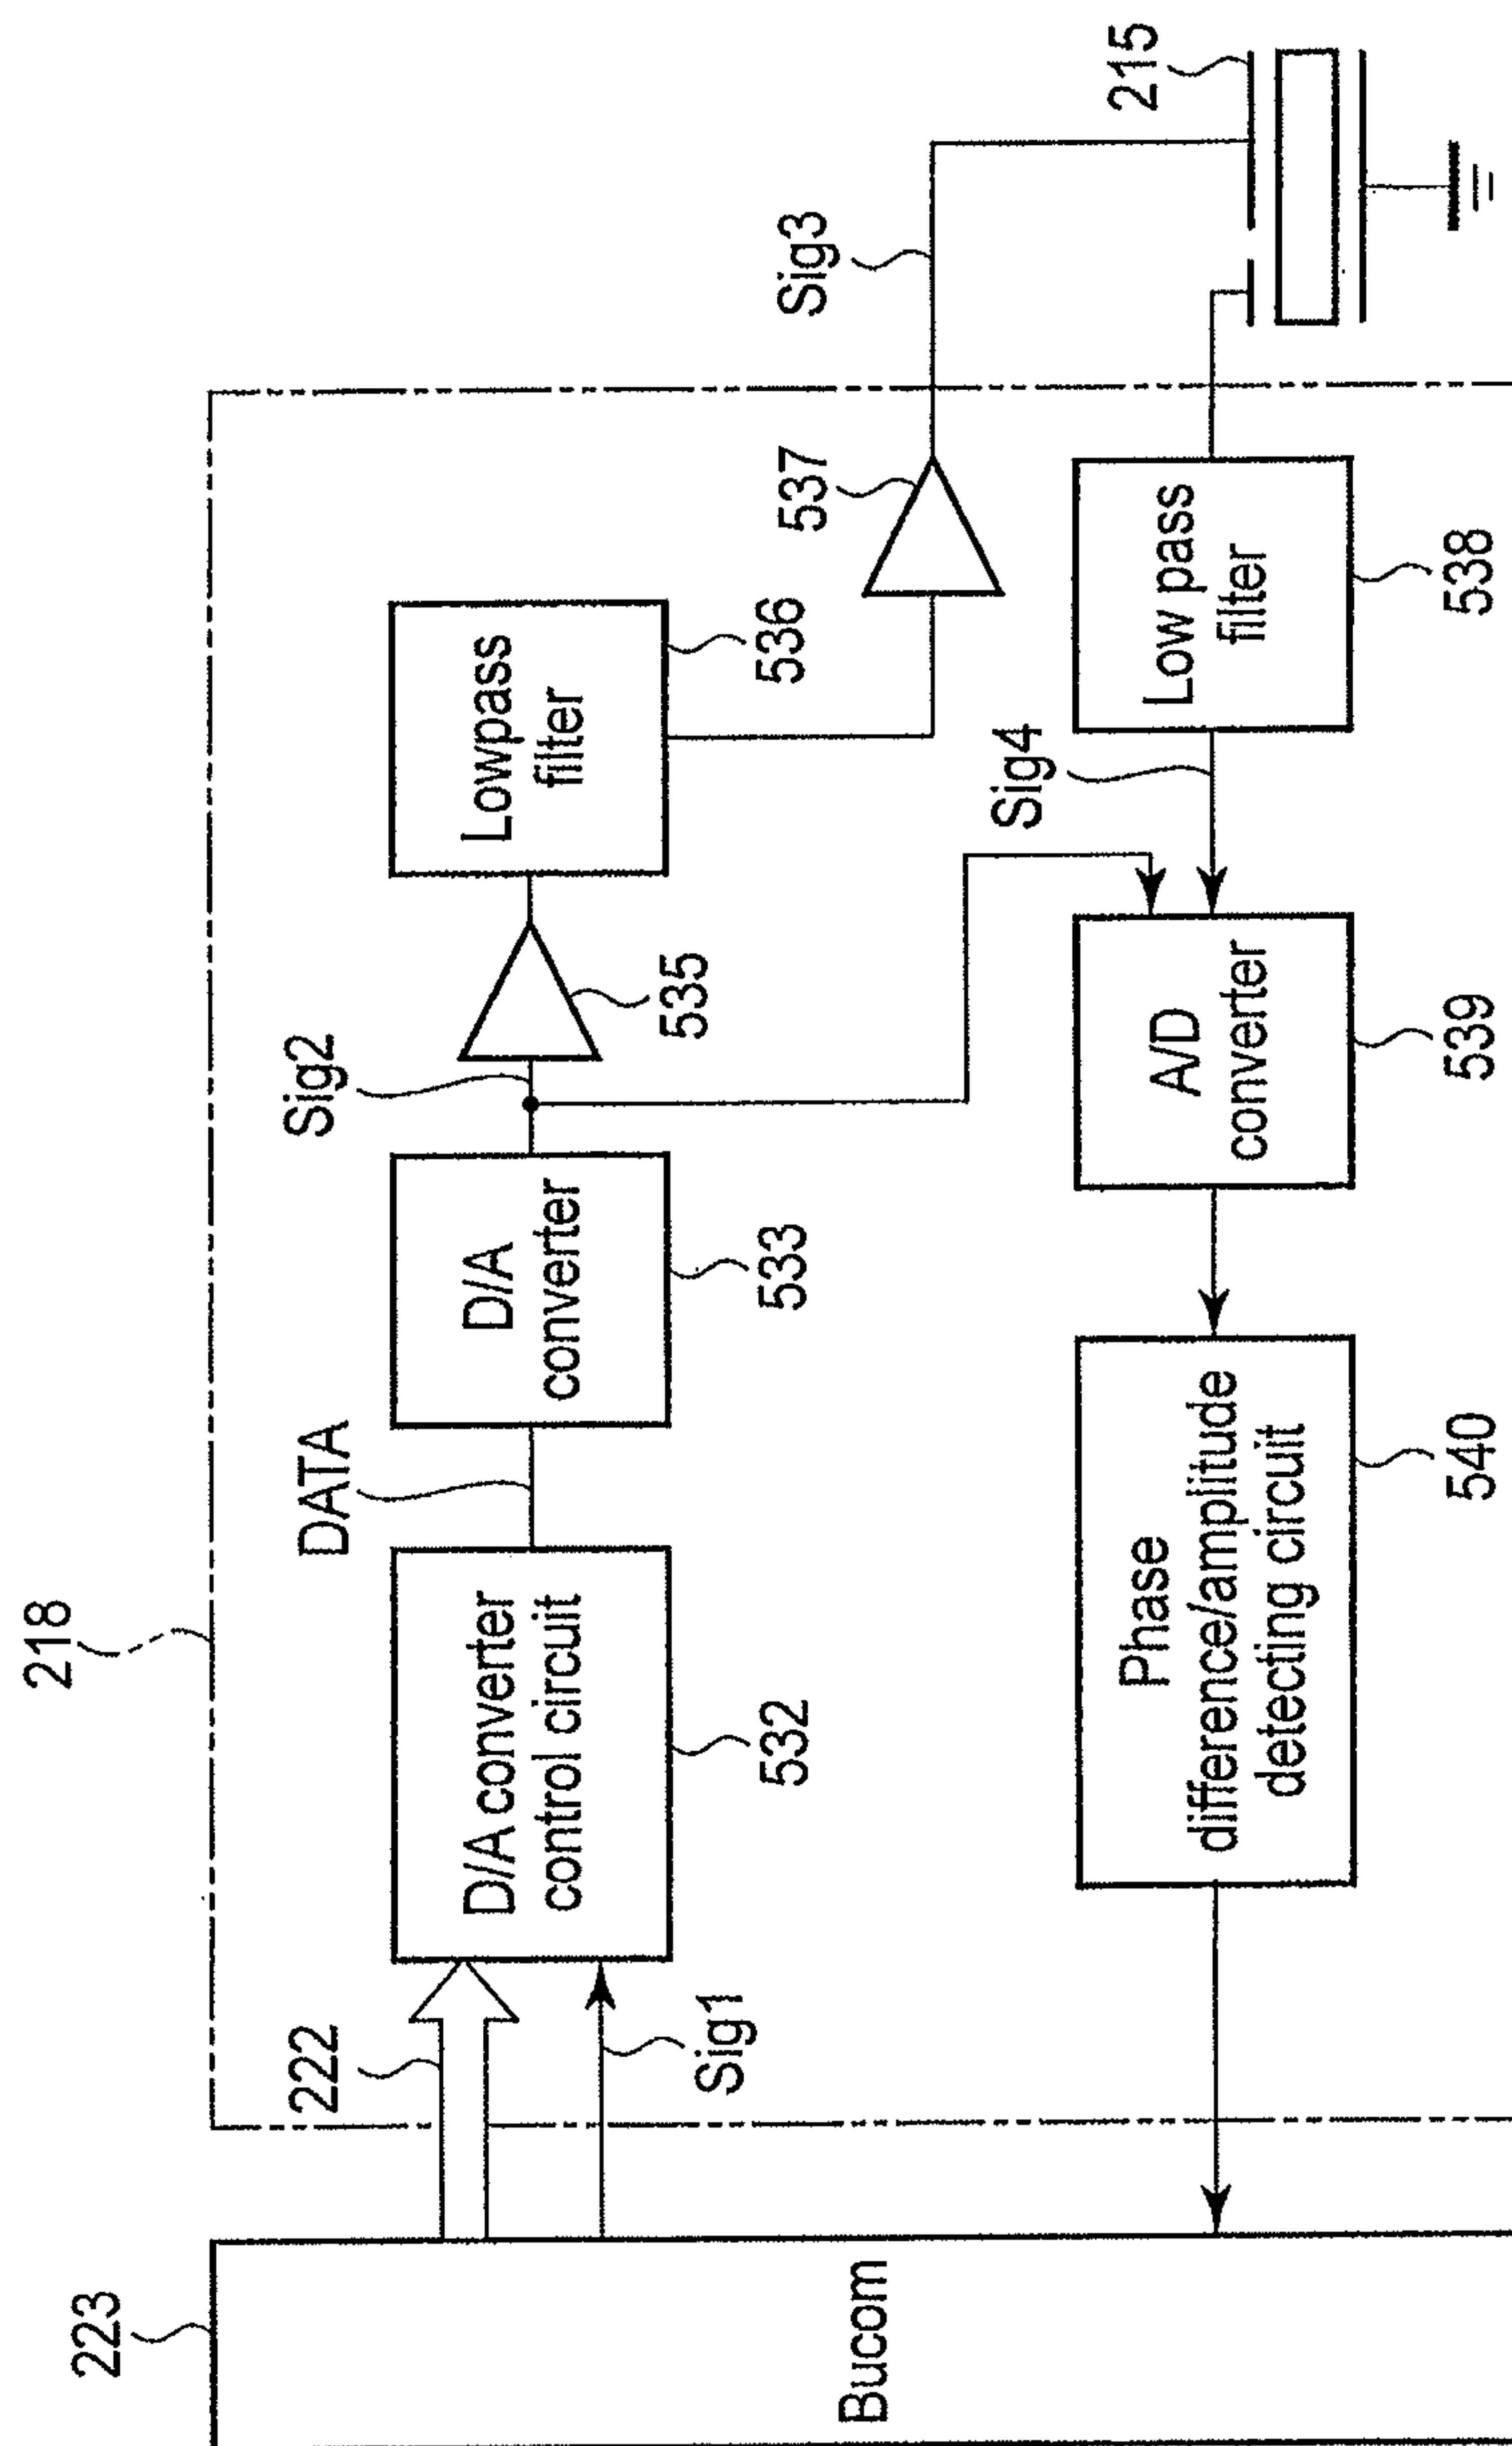 218
223
Bucom
222
Sig1
D/A converter
control circuit
532
DATA
D/A
converter
533
Sig2
535
Lowpass
filter
536
537
Sig3
215
Low pass
filter
538
Sig4
A/D
converter
539
Phase
difference/amplitude
detecting circuit
540